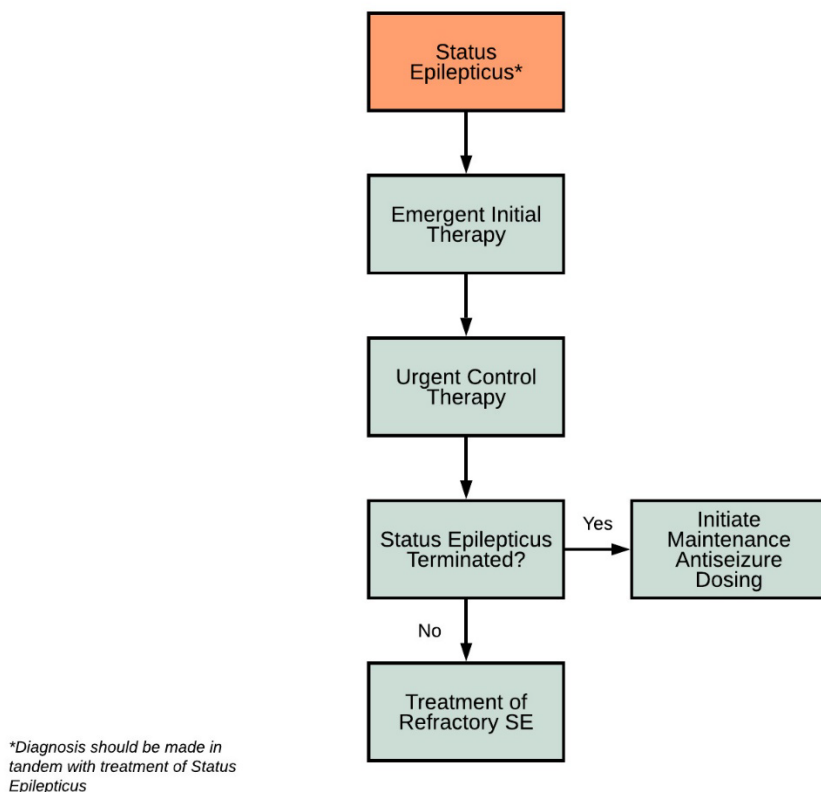 Status
Epilepticus*
Emergent Initial
Therapy
Urgent Control
Therapy
Status Epilepticus
Terminated?
Yes
Initiate
Maintenance
Antiseizure
Dosing
No
Treatment of
Refractory SE
*Diagnosis should be made in
tandem with treatment of Status
Epilepticus